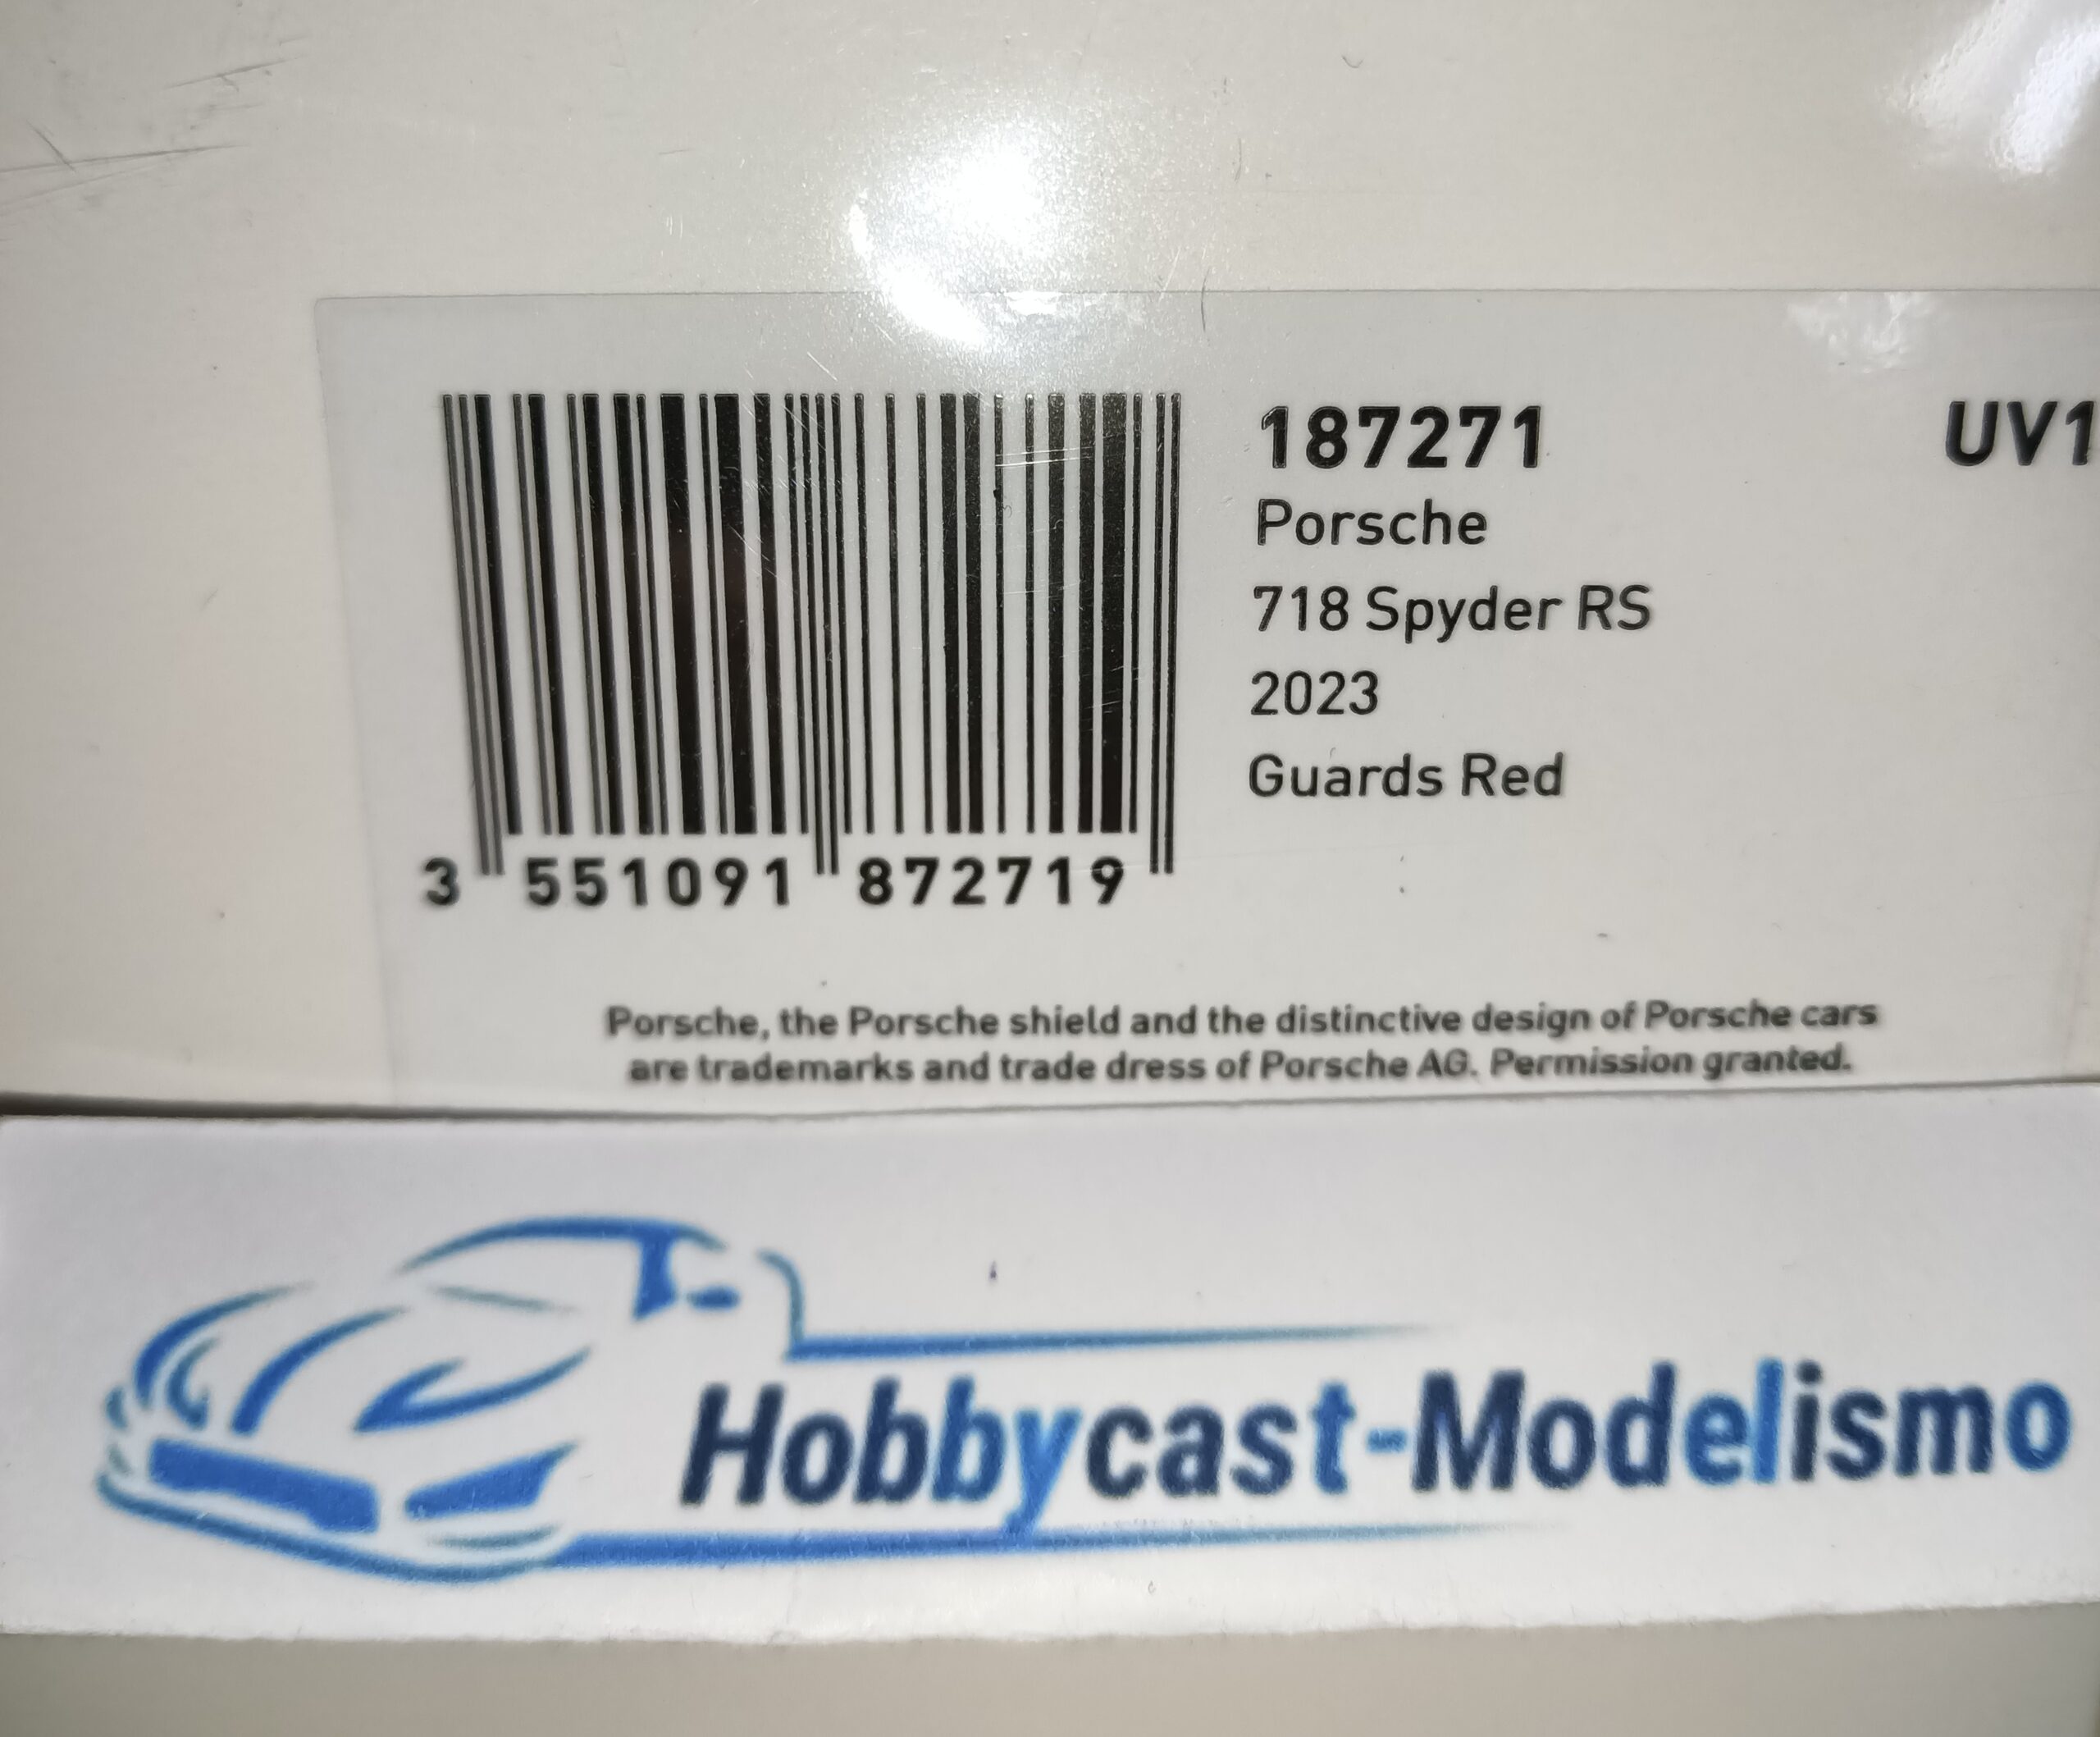 187271
UV1
Porsche
718 Spyder RS
2023
Guards Red
3 551091 872719
Porsche, the Porsche shield and the distinctive design of Porsche cars
are trademarks and trade dress of Porsche AG. Permission granted.
Hobbycast-Modelismo